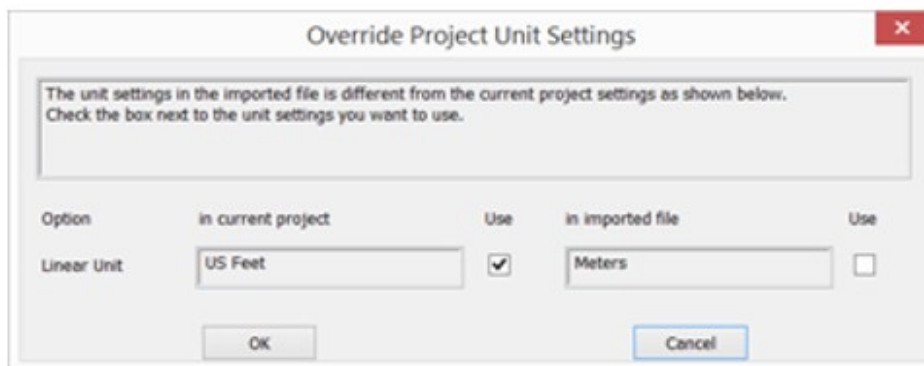 Override Project Unit Settings
The unit settings in the imported file is different from the current project settings as shown below.
Check the box next to the unit settings you want to use.
Option in current project Use in imported file Use
Linear Unit US Feet Meters
OK Cancel